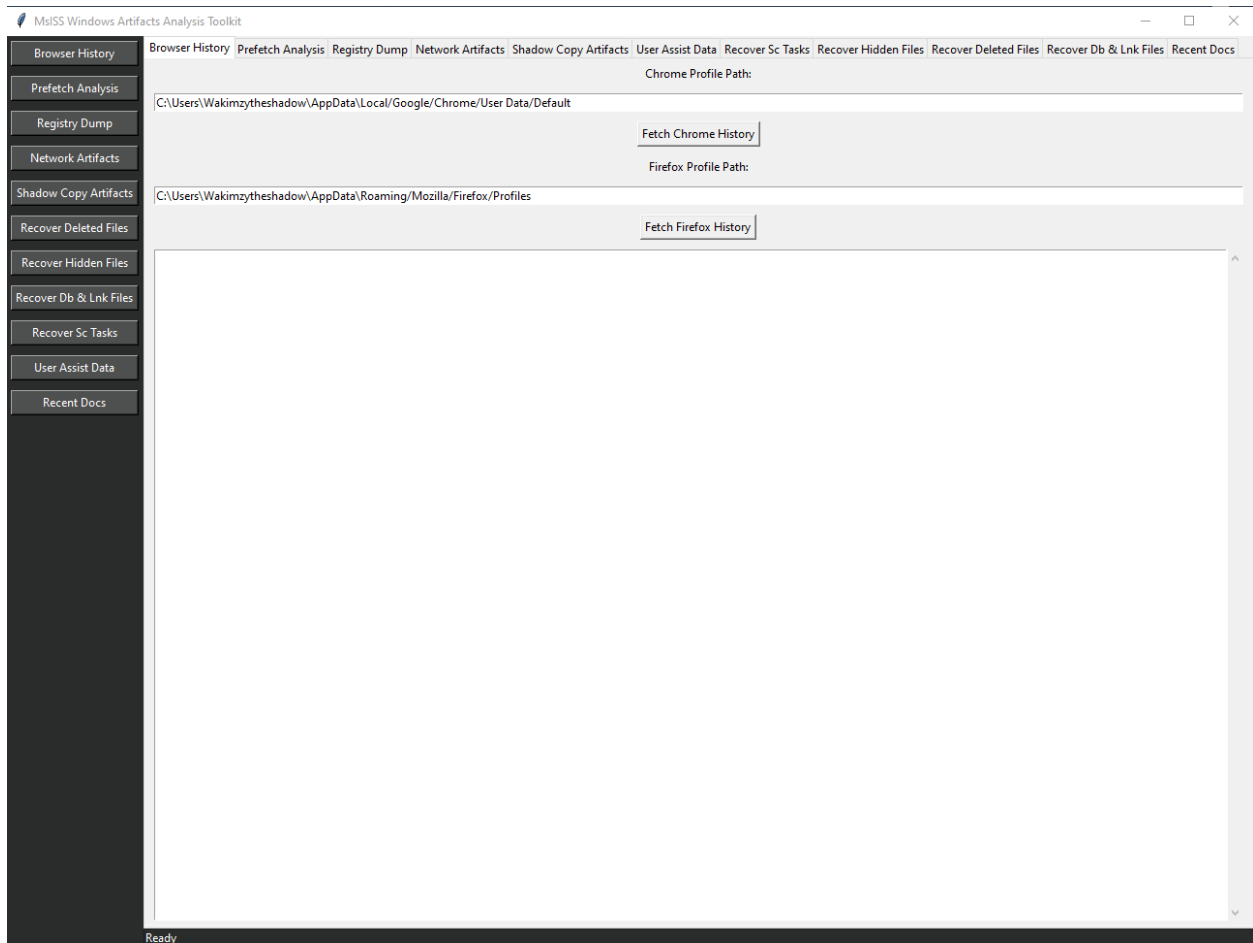 MsISS Windows Artifacts Analysis Toolkit
Browser History
Prefetch Analysis
Registry Dump
Network Artifacts
Shadow Copy Artifacts
Recover Deleted Files
Recover Hidden Files
Recover Db & Lnk Files
Recover Sc Tasks
User Assist Data
Recent Docs
Browser History Prefetch Analysis Registry Dump Network Artifacts Shadow Copy Artifacts User Assist Data Recover Sc Tasks Recover Hidden Files Recover Deleted Files Recover Db & Lnk Files Recent Docs
Chrome Profile Path:
C:\Users\Wakimzytheshadow\AppData\Local/Google/Chrome/User Data/Default
Fetch Chrome History
Firefox Profile Path:
C:\Users\Wakimzytheshadow\AppData\Roaming/Mozilla/Firefox/Profiles
Fetch Firefox History
Ready